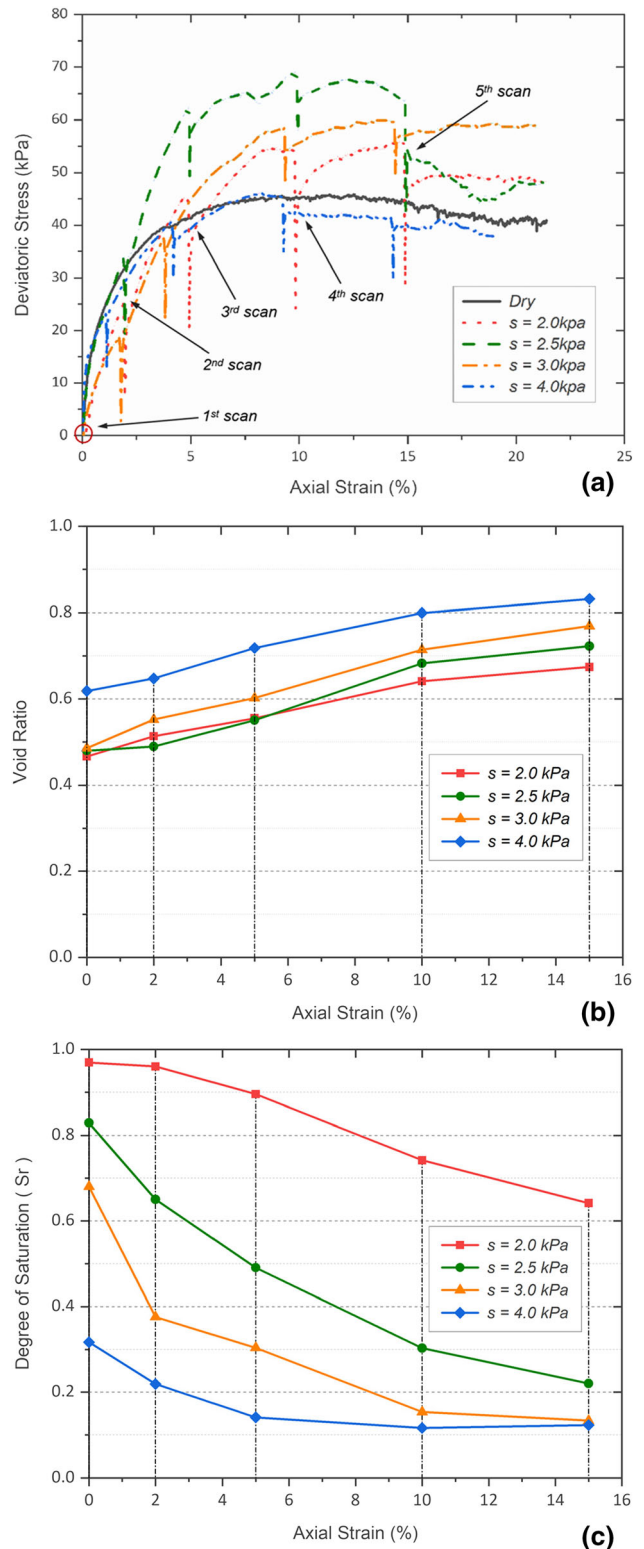 80
70
60
50
40
30
20
10
0
Deviatoric Stress (kPa)
5th scan
3rd scan
4th scan
2nd scan
1st scan
Dry
s = 2.0kpa
s = 2.5kpa
s = 3.0kpa
s = 4.0kpa
0 5 10 15 20 25
Axial Strain (%)
(a)
1.0
0.8
0.6
0.4
0.2
0.0
Void Ratio
s = 2.0 kPa
s = 2.5 kPa
s = 3.0 kPa
s = 4.0 kPa
0 2 4 6 8 10 12 14 16
Axial Strain (%)
(b)
1.0
0.8
0.6
0.4
0.2
0.0
Degree of Saturation ( Sr )
s = 2.0 kPa
s = 2.5 kPa
s = 3.0 kPa
s = 4.0 kPa
0 2 4 6 8 10 12 14 16
Axial Strain (%)
(c)